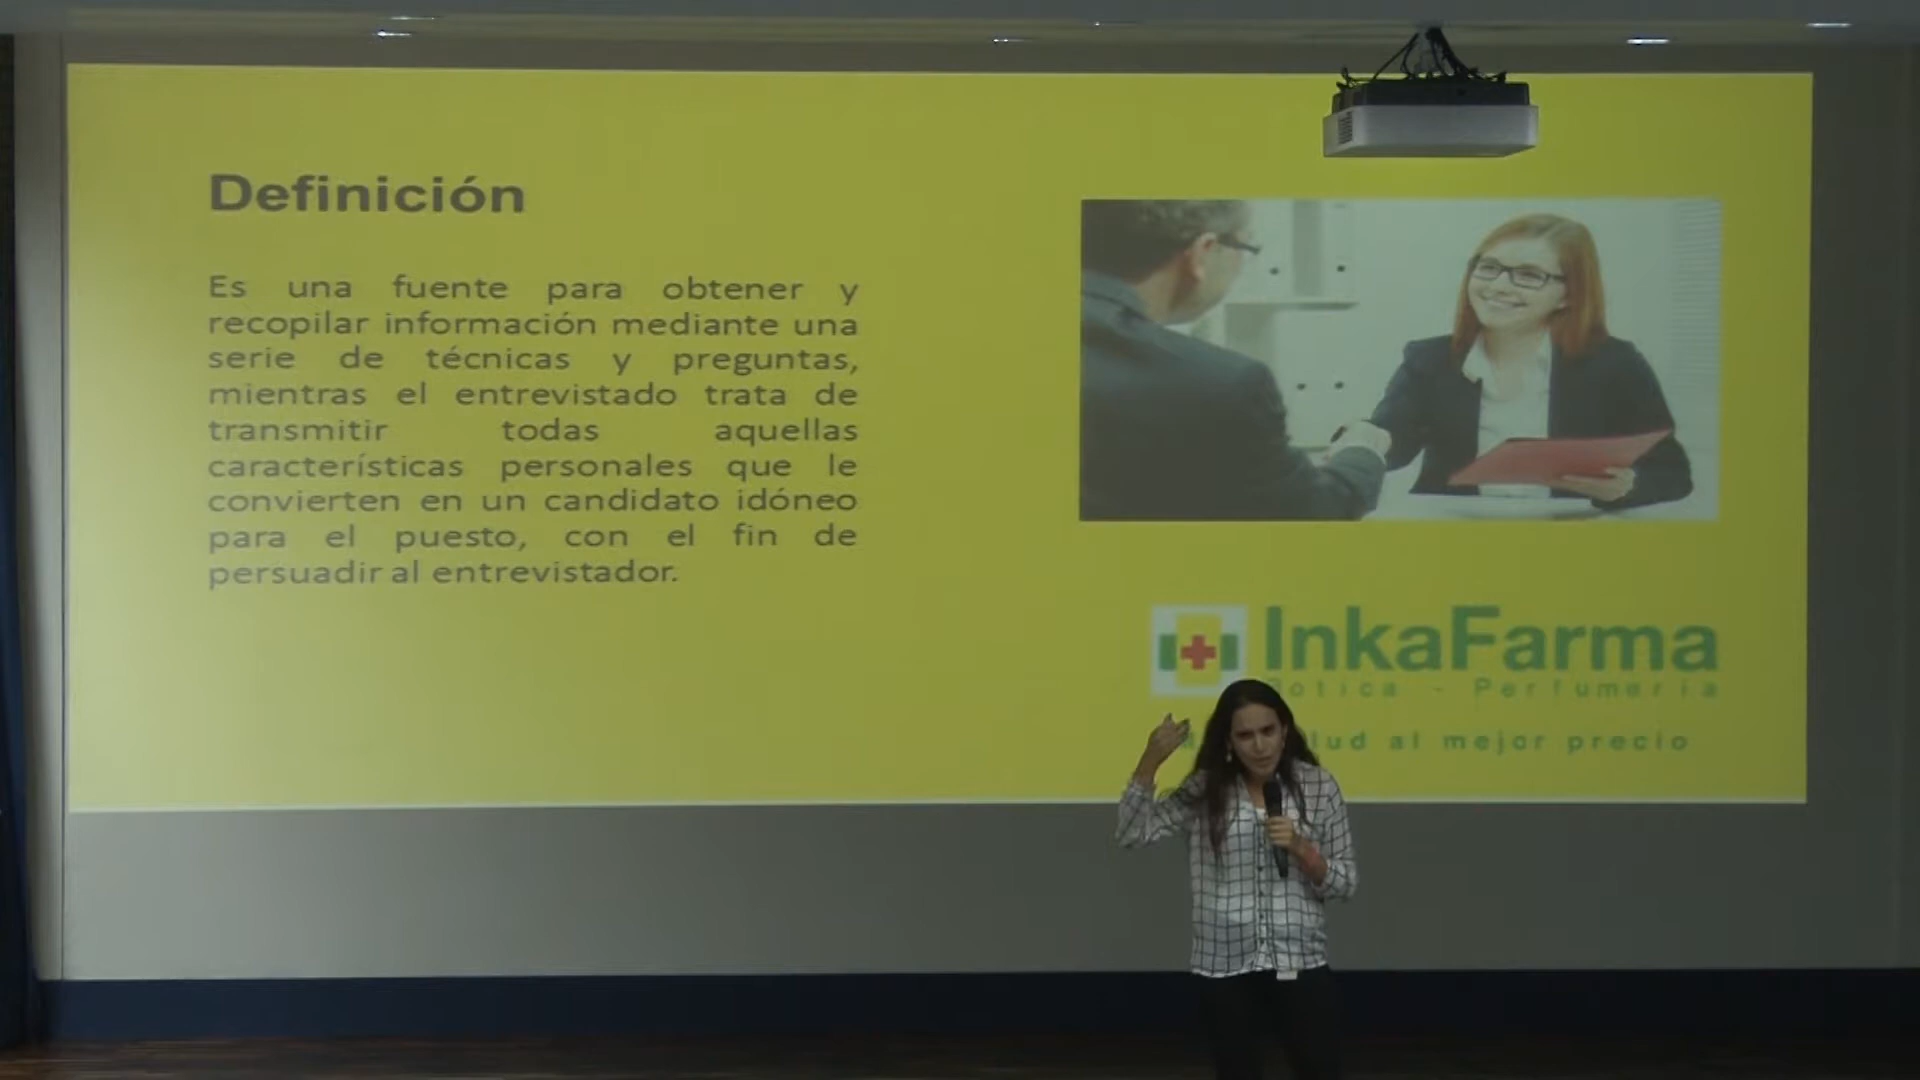 Definición
Es una fuente para obtener y
recopilar información mediante una
serie de técnicas y preguntas,
mientras el entrevistado trata de
transmitir todas aquellas
características personales que le
convierten en un candidato idóneo
para el puesto, con el fin de
persuadir al entrevistador.
InkaFarma
Botica - Perfumería
al mejor precio